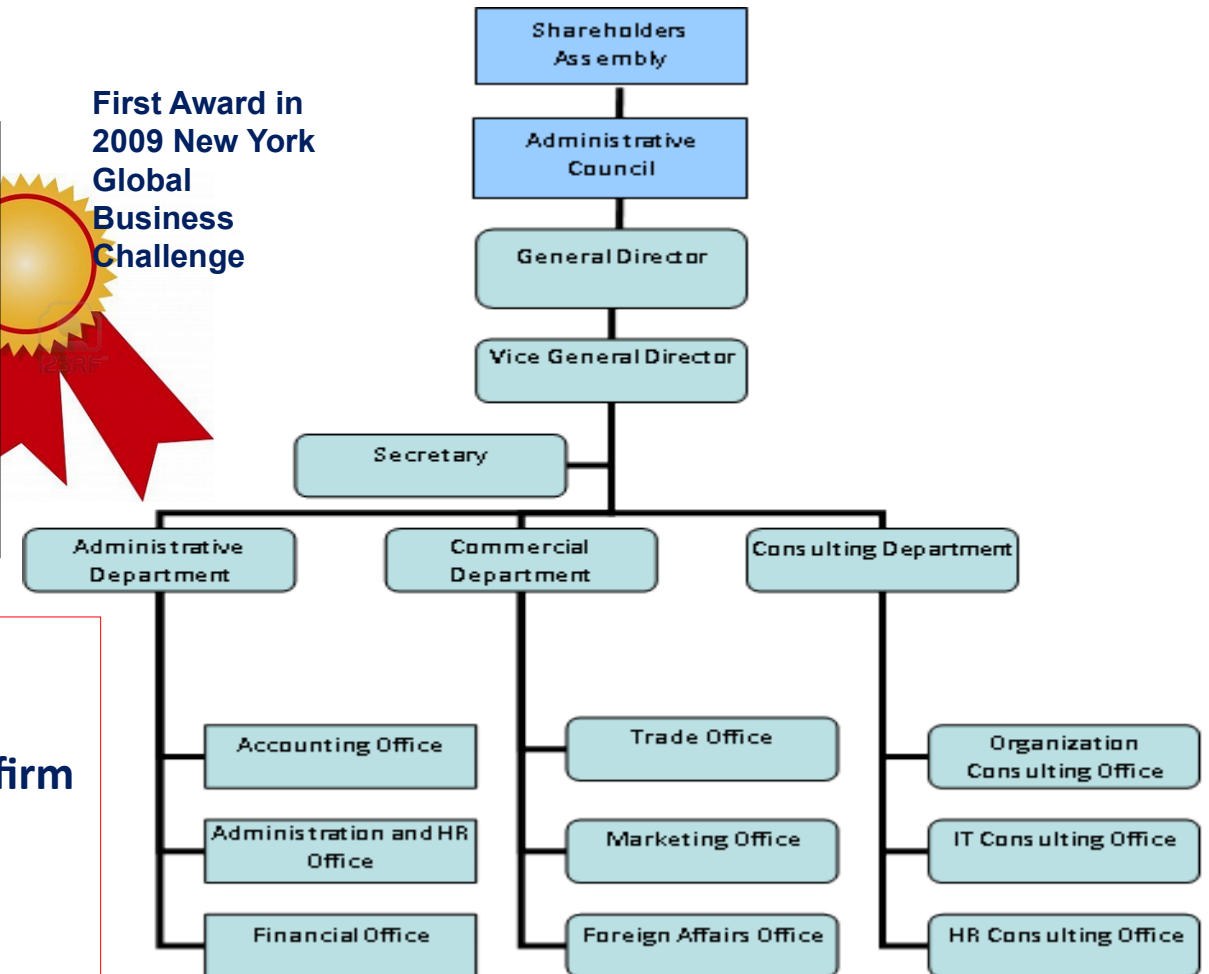 First Award in
2009 New York
Global
Business
Challenge
Shareholders
Assembly
Administrative
Council
General Director
Vice General Director
Secretary
Administrative
Department
Commercial
Department
Consulting Department
firm
Accounting Office
Administration and HR
Office
Financial Office
Trade Office
Marketing Office
Foreign Affairs Office
Organization
Consulting Office
IT Consulting Office
HR Consulting Office
123RF